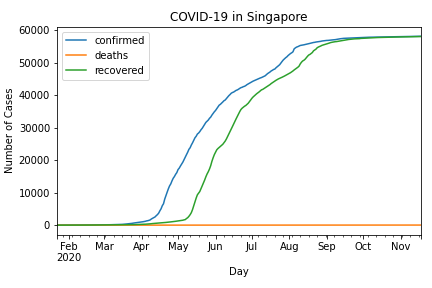 COVID-19 in Singapore
confirmed
deaths
recovered
Number of Cases
60000
50000
40000
30000
20000
10000
0
Feb Mar Apr May Jun Jul Aug Sep Oct Nov
2020
Day